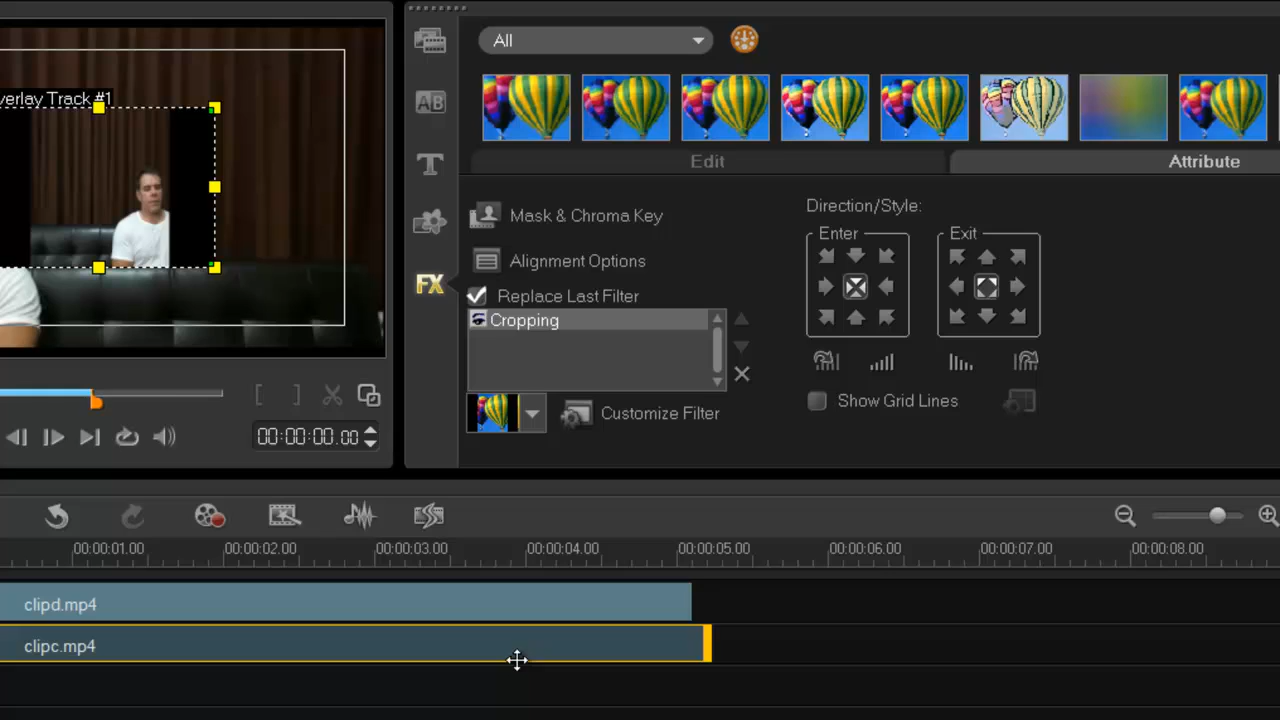 All
verlay Track #1
AB
T
Edit
Attribute
Mask & Chroma Key
Direction/Style:
Enter
Exit
Alignment Options
FX
Replace Last Filter
Cropping
Show Grid Lines
Customize Filter
[ ]
00:00:00.00
00:00:01.00 00:00:02.00 00:00:03.00 00:00:04.00 00:00:05.00 00:00:06.00 00:00:07.00 00:00:08.00
clipd.mp4
clipc.mp4